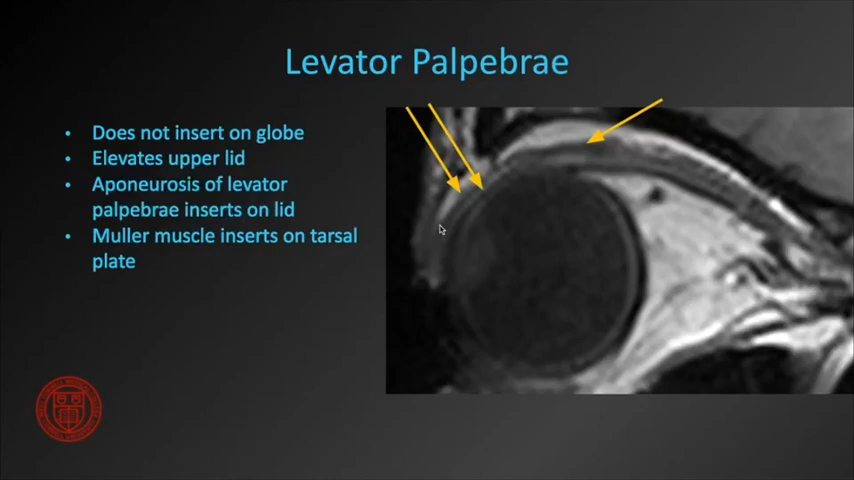 Levator Palpebrae
• Does not insert on globe
• Elevates upper lid
• Aponeurosis of levator
palpebrae inserts on lid
• Muller muscle inserts on tarsal
plate